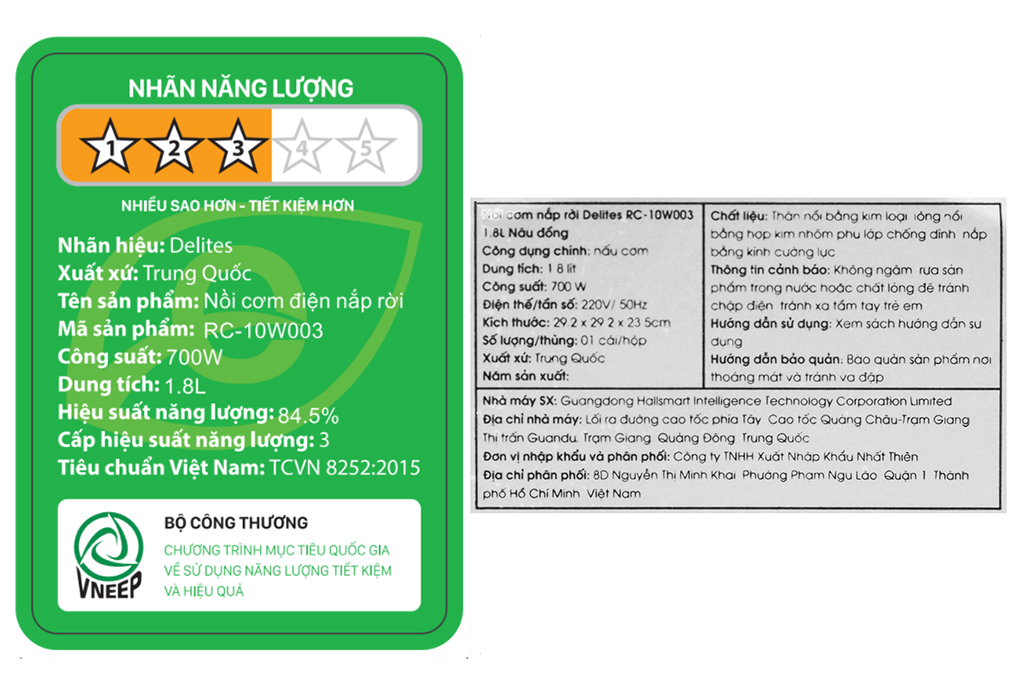 NHÃN NĂNG LƯỢNG
1 2 3 4 5
NHIỀU SAO HƠN - TIẾT KIỆM HƠN
Nhãn hiệu: Delites
Xuất xứ: Trung Quốc
Tên sản phẩm: Nồi cơm điện nắp rời
Mã sản phẩm: RC-10W003
Công suất: 700W
Dung tích: 1.8L
Hiệu suất năng lượng: 84.5%
Cấp hiệu suất năng lượng: 3
Tiêu chuẩn Việt Nam: TCVN 8252:2015
VNEEP
BỘ CÔNG THƯƠNG
CHƯƠNG TRÌNH MỤC TIÊU QUỐC GIA
VỀ SỬ DỤNG NĂNG LƯỢNG TIẾT KIỆM
VÀ HIỆU QUẢ
Nồi cơm nắp rời Delites RC-10W003
1.8L Nâu đồng
Công dụng chính: nấu cơm
Dung tích: 1 8 lít
Công suất: 700 W
Điện thế/tần số: 220V/ 50Hz
Kích thước: 29 2 x 29 2 x 23 5cm
Số lượng/thùng: 01 cái/hộp
Xuất xứ: Trung Quốc
Năm sản xuất:
Chất liệu: Thân nồi bằng kim loại lòng nồi
bằng hợp kim nhôm phủ lớp chống dính nắp
bằng kính cường lực
Thông tin cảnh báo: Không ngâm rửa sản
phẩm trong nước hoặc chất lỏng để tránh
chập điện tránh xa tầm tay trẻ em
Hướng dẫn sử dụng: Xem sách hướng dẫn sử
dụng
Hướng dẫn bảo quản: Bảo quản sản phẩm nơi
thoáng mát và tránh va đập
Nhà máy SX: Guangdong Hallsmart Intelligence Technology Corporation Limited
Địa chỉ nhà máy: Lối ra đường cao tốc phía Tây Cao tốc Quảng Châu-Trạm Giang
Thị trấn Guandu Trạm Giang Quảng Đông Trung Quốc
Đơn vị nhập khẩu và phân phối: Công ty TNHH Xuất Nhập Khẩu Nhất Thiên
Địa chỉ phân phối: 8D Nguyễn Thị Minh Khai Phường Phạm Ngũ Lão Quận 1 Thành
phố Hồ Chí Minh Việt Nam